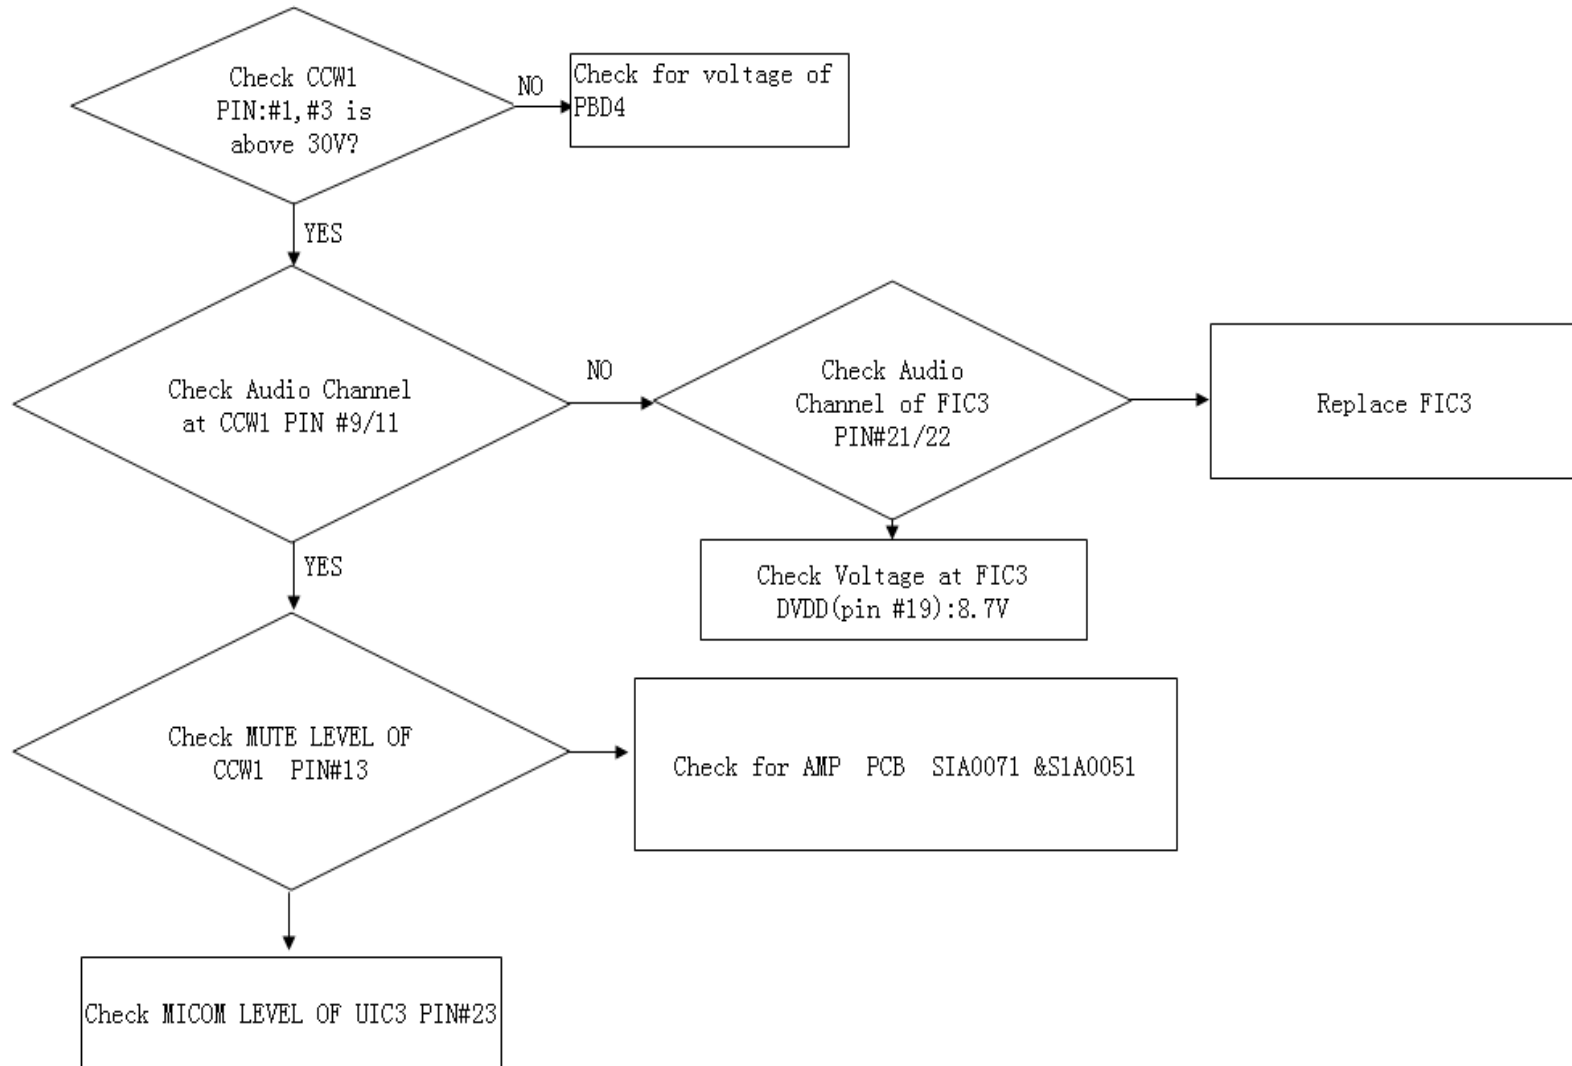 Check CCW1
PIN:#1,#3 is
above 30V?
NO
Check for voltage of
PBD4
YES
Check Audio Channel
at CCW1 PIN #9/11
NO
Check Audio
Channel of FIC3
PIN#21/22
Replace FIC3
YES
Check Voltage at FIC3
DVDD(pin #19):8.7V
Check MUTE LEVEL OF
CCW1 PIN#13
Check for AMP PCB SIA0071 &S1A0051
Check MICOM LEVEL OF UIC3 PIN#23